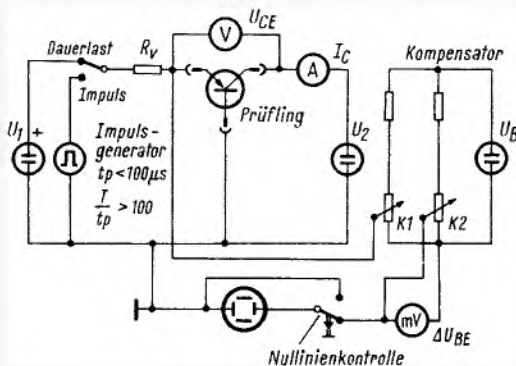 U_CE
V
Dauerlast
R_v
I_C
A
Kompensator
Impuls
Prüfling
U_1 +
Impuls-
generator
tp < 100µs
T/tp > 100
U_2
U_B
K1
K2
mV
ΔU_BE
Nullinienkontrolle